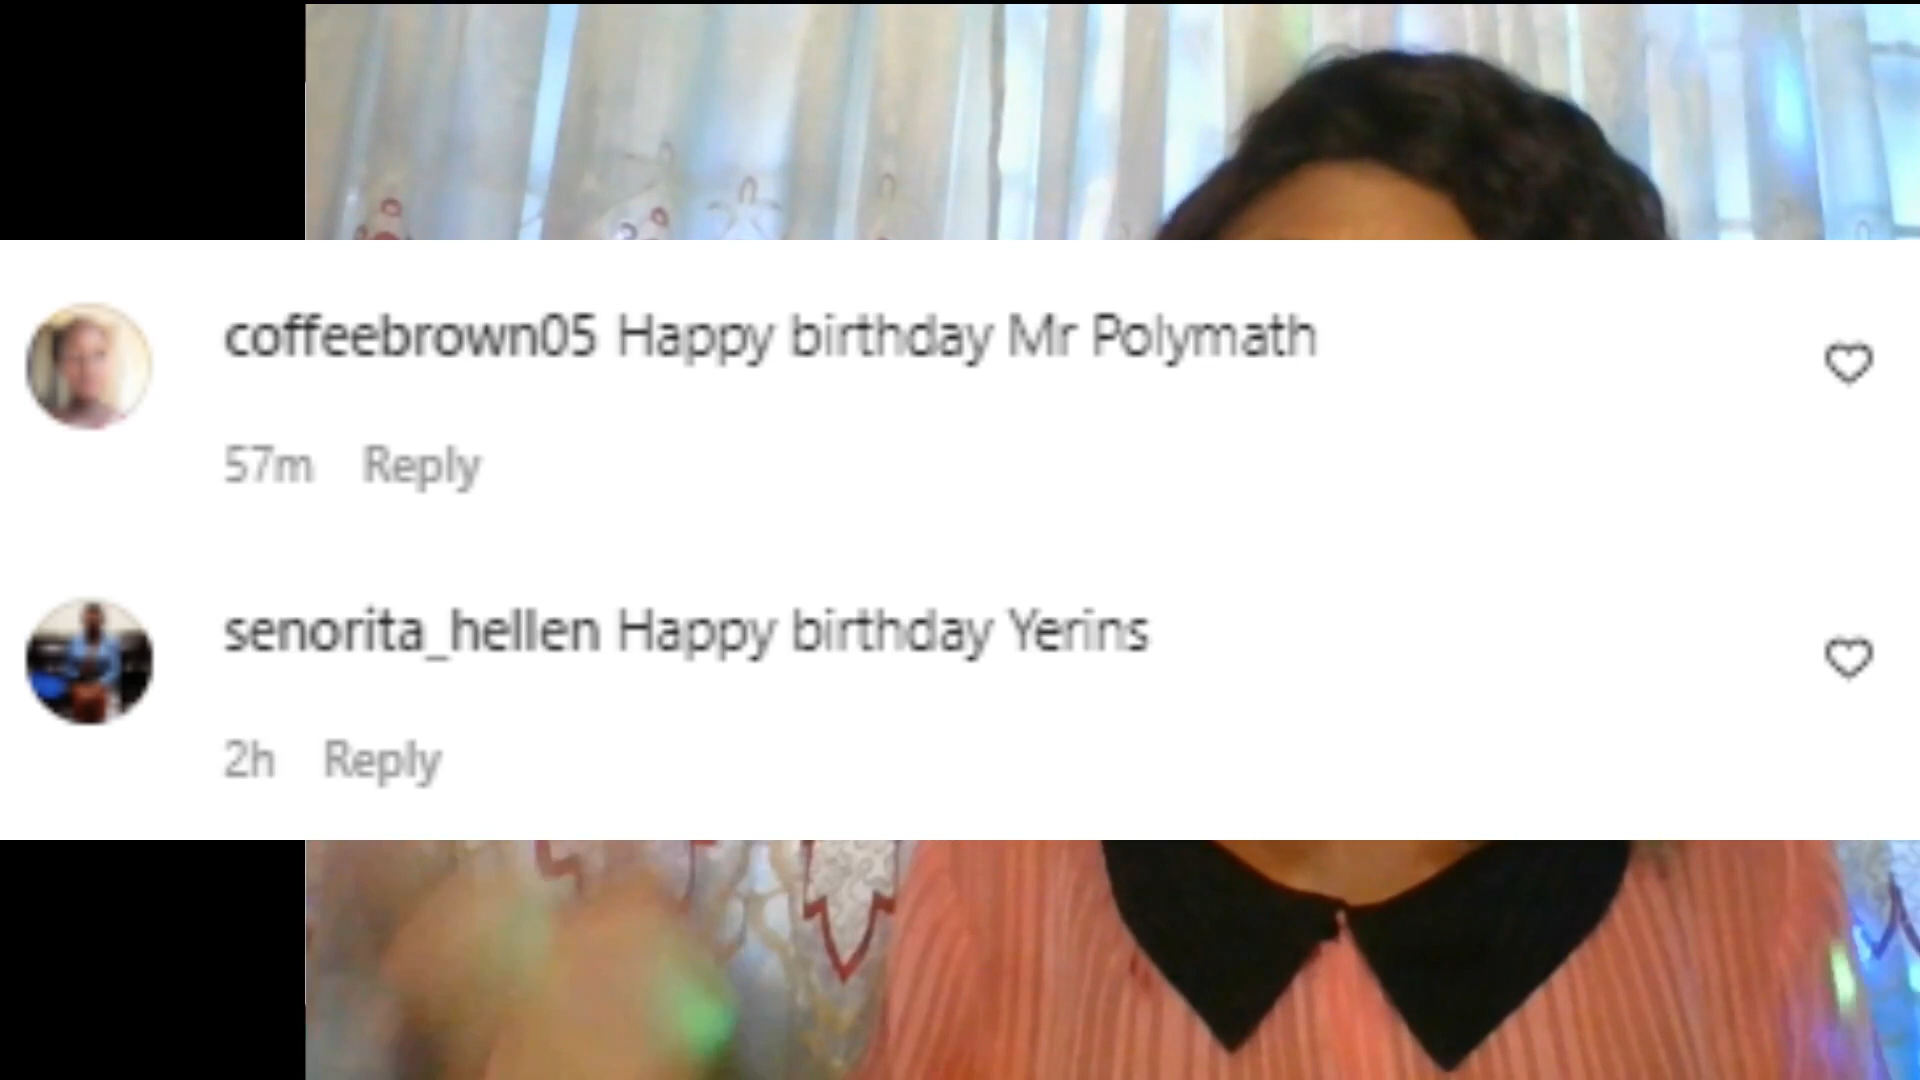 coffeebrown05 Happy birthday Mr Polymath
57m Reply
senorita_hellen Happy birthday Yerins
2h Reply